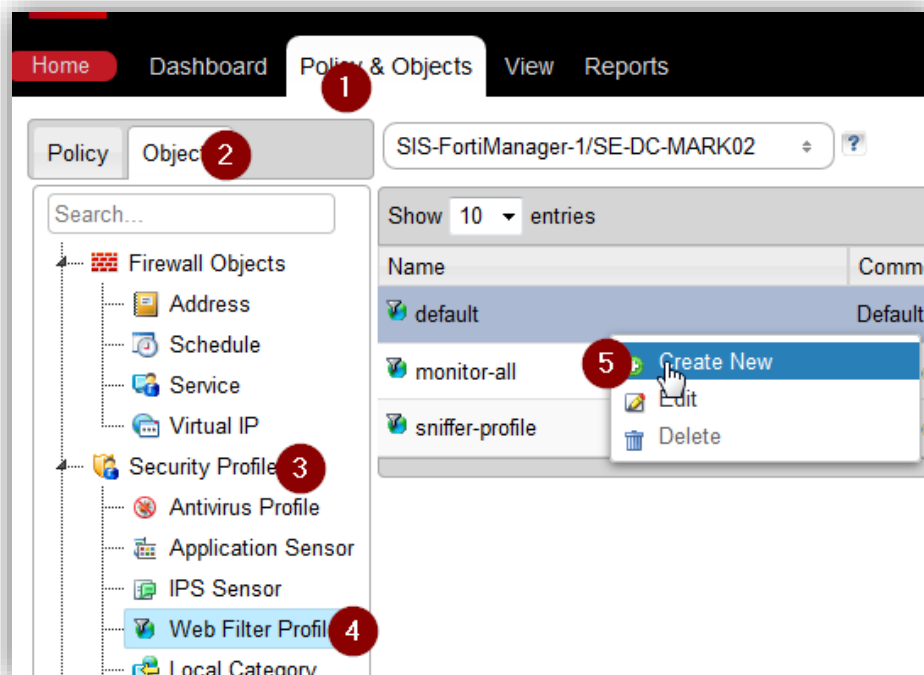 Home Dashboard Policy & Objects View Reports
1
Policy Objec 2
SIS-FortiManager-1/SE-DC-MARK02 ?
Search...
Show 10 entries
Firewall Objects
Name Comm
Address
default Default
Schedule
5 Create New
Service
monitor-all
Edit
Virtual IP
sniffer-profile
Delete
Security Profile 3
Antivirus Profile
Application Sensor
IPS Sensor
Web Filter Profil 4
Local Category